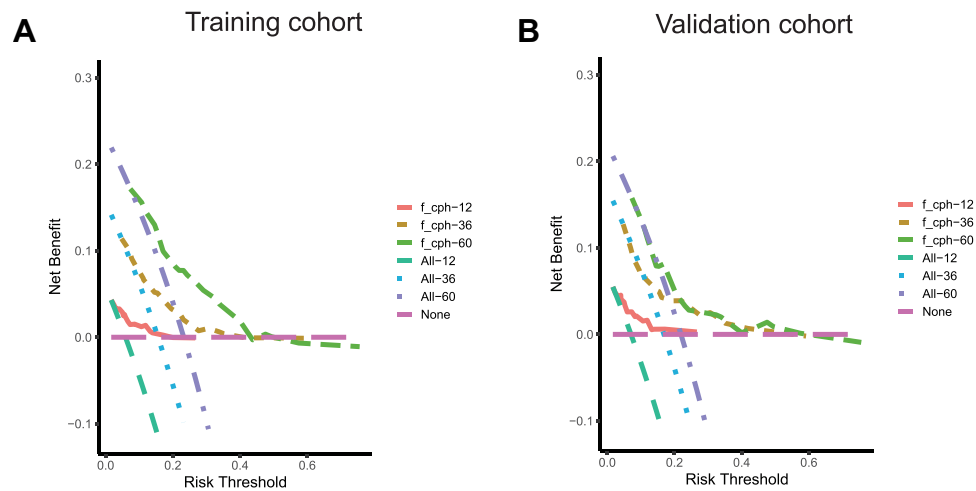 A
Training cohort
0.3
0.2
0.1
0.0
−0.1
Net Benefit
0.0
0.2
0.4
0.6
Risk Threshold
f_cph−12
f_cph−36
f_cph−60
All−12
All−36
All−60
None
B
Validation cohort
0.3
0.2
0.1
0.0
−0.1
Net Benefit
0.0
0.2
0.4
0.6
Risk Threshold
f_cph−12
f_cph−36
f_cph−60
All−12
All−36
All−60
None